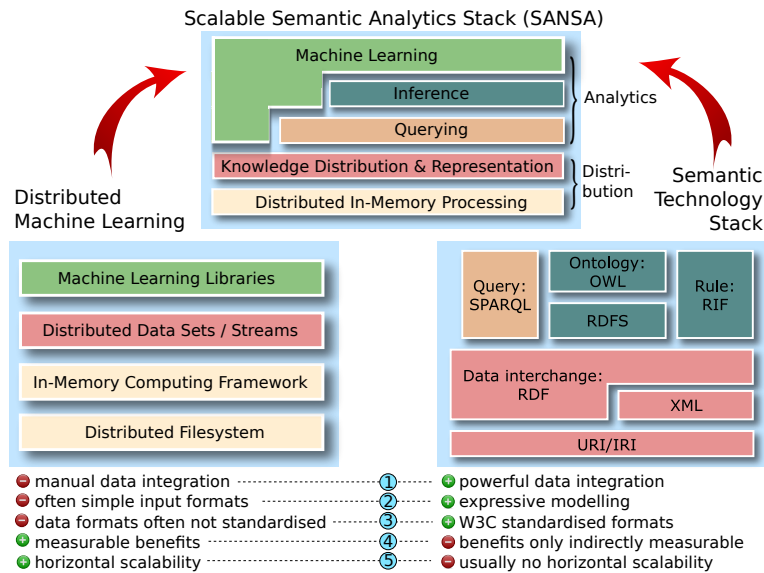 Scalable Semantic Analytics Stack (SANSA)
Machine Learning
Inference
Querying
Analytics
Knowledge Distribution & Representation
Distributed In-Memory Processing
Distri-
bution
Distributed
Machine Learning
Semantic
Technology
Stack
Machine Learning Libraries
Distributed Data Sets / Streams
In-Memory Computing Framework
Distributed Filesystem
Query:
SPARQL
Ontology:
OWL
RDFS
Rule:
RIF
Data interchange:
RDF
XML
URI/IRI
manual data integration 1 powerful data integration
often simple input formats 2 expressive modelling
data formats often not standardised 3 W3C standardised formats
measurable benefits 4 benefits only indirectly measurable
horizontal scalability 5 usually no horizontal scalability